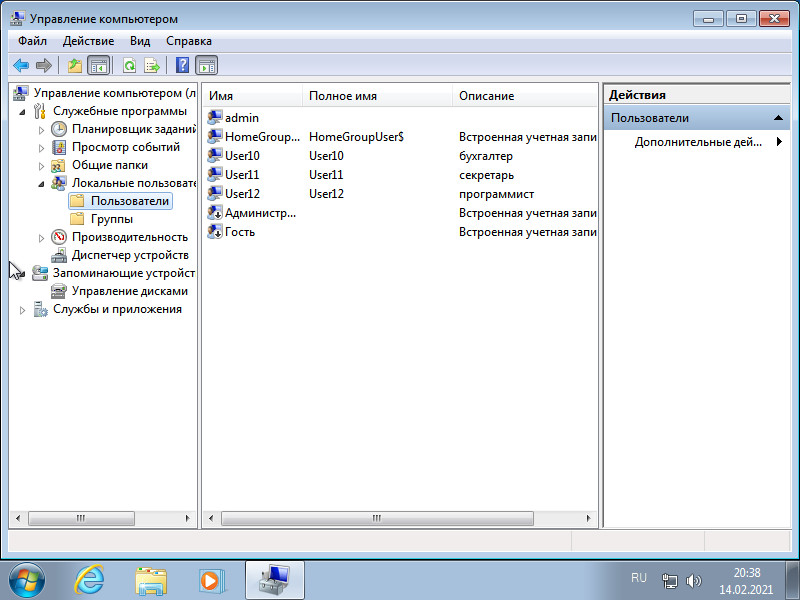 Управление компьютером
Файл Действие Вид Справка
Управление компьютером (л
Служебные программы
Планировщик заданий
Просмотр событий
Общие папки
Локальные пользовате
Пользователи
Группы
Производительность
Диспетчер устройств
Запоминающие устройст
Управление дисками
Службы и приложения
Имя Полное имя Описание
admin
HomeGroup... HomeGroupUser$ Встроенная учетная запи
User10 User10 бухгалтер
User11 User11 секретарь
User12 User12 программист
Администр... Встроенная учетная запи
Гость Встроенная учетная запи
Действия
Пользователи
Дополнительные дей...
RU
20:38
14.02.2021